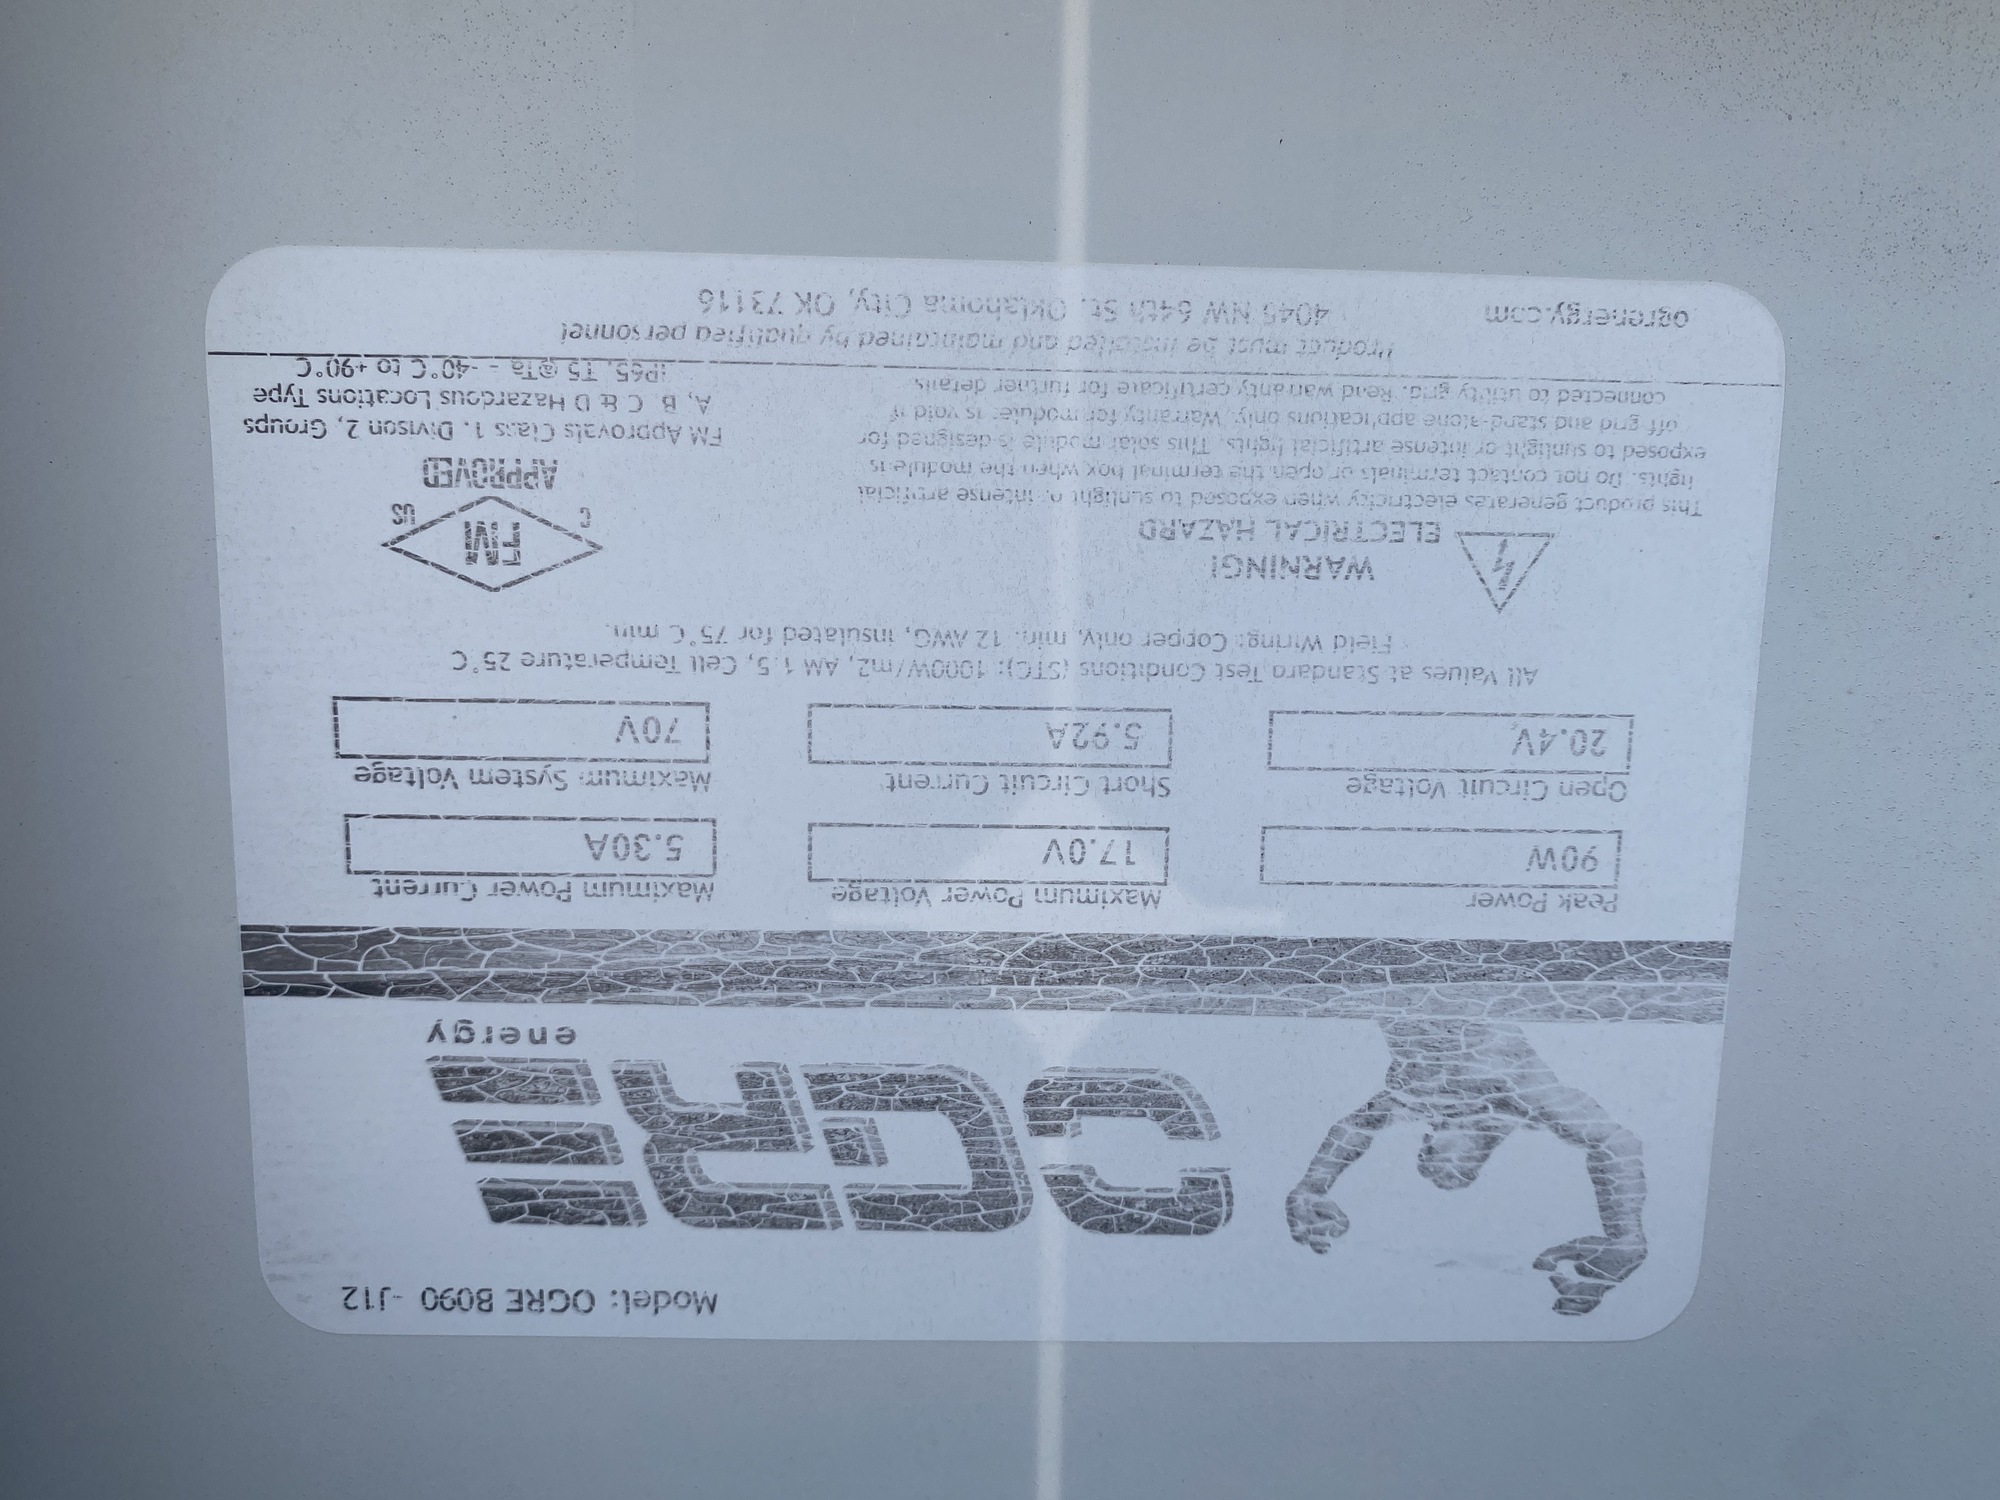 Model: OGRE B090 -J12
OGRE
energy
Peak Power
90W
Maximum Power Voltage
17.0V
Maximum Power Current
5.30A
Open Circuit Voltage
20.4V
Short Circuit Current
5.92A
Maximum System Voltage
70V
All Values at Standard Test Conditions (STC): 1000W/m2, AM 1.5, Cell Temperature 25°C
Field Wiring: Copper only, min. 12 AWG, insulated for 75°C min.
WARNING!
ELECTRICAL HAZARD
This product generates electricity when exposed to sunlight or intense artificial
lights. Do not contact terminals or open the terminal box when the module is
exposed to sunlight or intense artificial lights. This solar module is designed for
off grid and stand-alone applications only. Warranty for modules is void if
connected to utility grid. Read warranty certificate for further details
C FM US
APPROVED
FM Approvals Class 1, Divison 2, Groups
A, B, C & D Hazardous Locations Type
IP65, T5 @Ta = -40°C to +90°C
Product must be installed and maintained by qualified personnel
ogrenergy.com
4045 NW 64th St, Oklahoma City, OK 73116